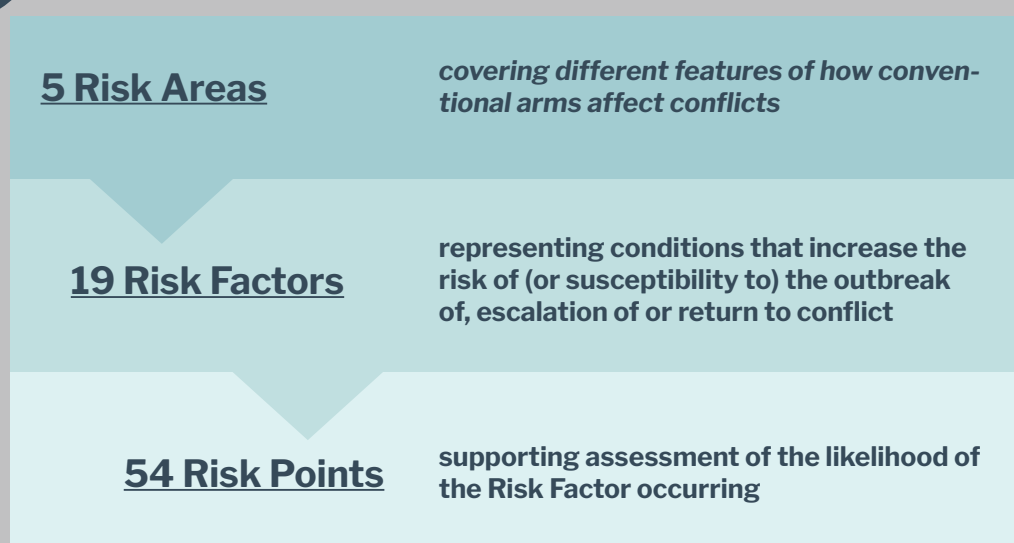 5 Risk Areas
covering different features of how conven-
tional arms affect conflicts
19 Risk Factors
representing conditions that increase the
risk of (or susceptibility to) the outbreak
of, escalation of or return to conflict
54 Risk Points
supporting assessment of the likelihood of
the Risk Factor occurring